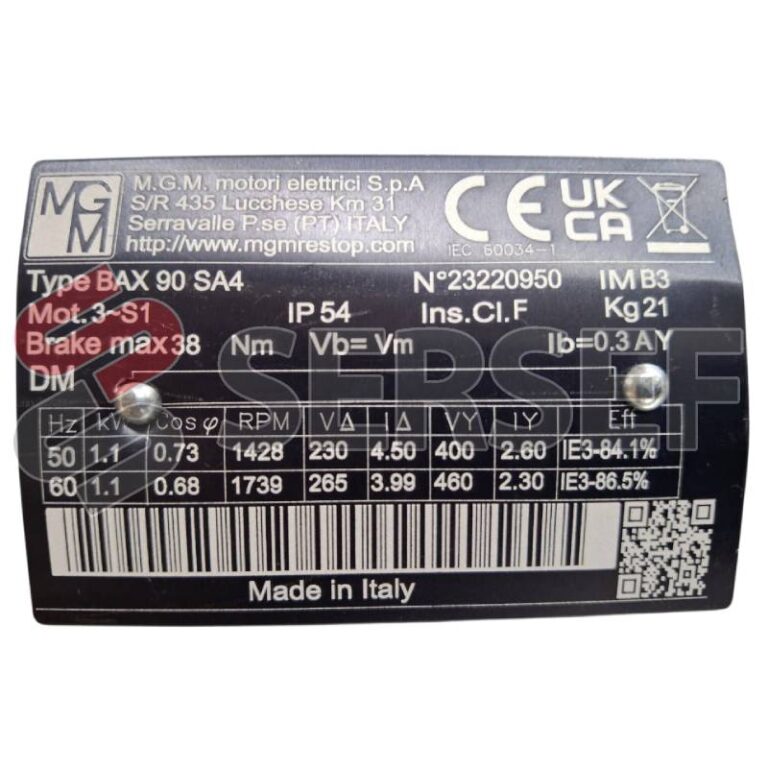 MGM
M.G.M. motori elettrici S.p.A
S/R 435 Lucchese Km 31
Serravalle P.se (PT) ITALY
http://www.mgmrestop.com
CE
IEC 60034-1
UK
CA
Type BAX 90 SA4 N°23220950 IM B3
Mot. 3~S1 IP 54 Ins.Cl.F Kg 21
Brake max 38 Nm Vb= Vm Ib=0.3 A Y
DM
SERSEF
Hz kW Cos φ RPM VΔ IΔ VY IY Eff
50 1.1 0.73 1428 230 4.50 400 2.60 IE3-84.1%
60 1.1 0.68 1739 265 3.99 460 2.30 IE3-86.5%
Made in Italy